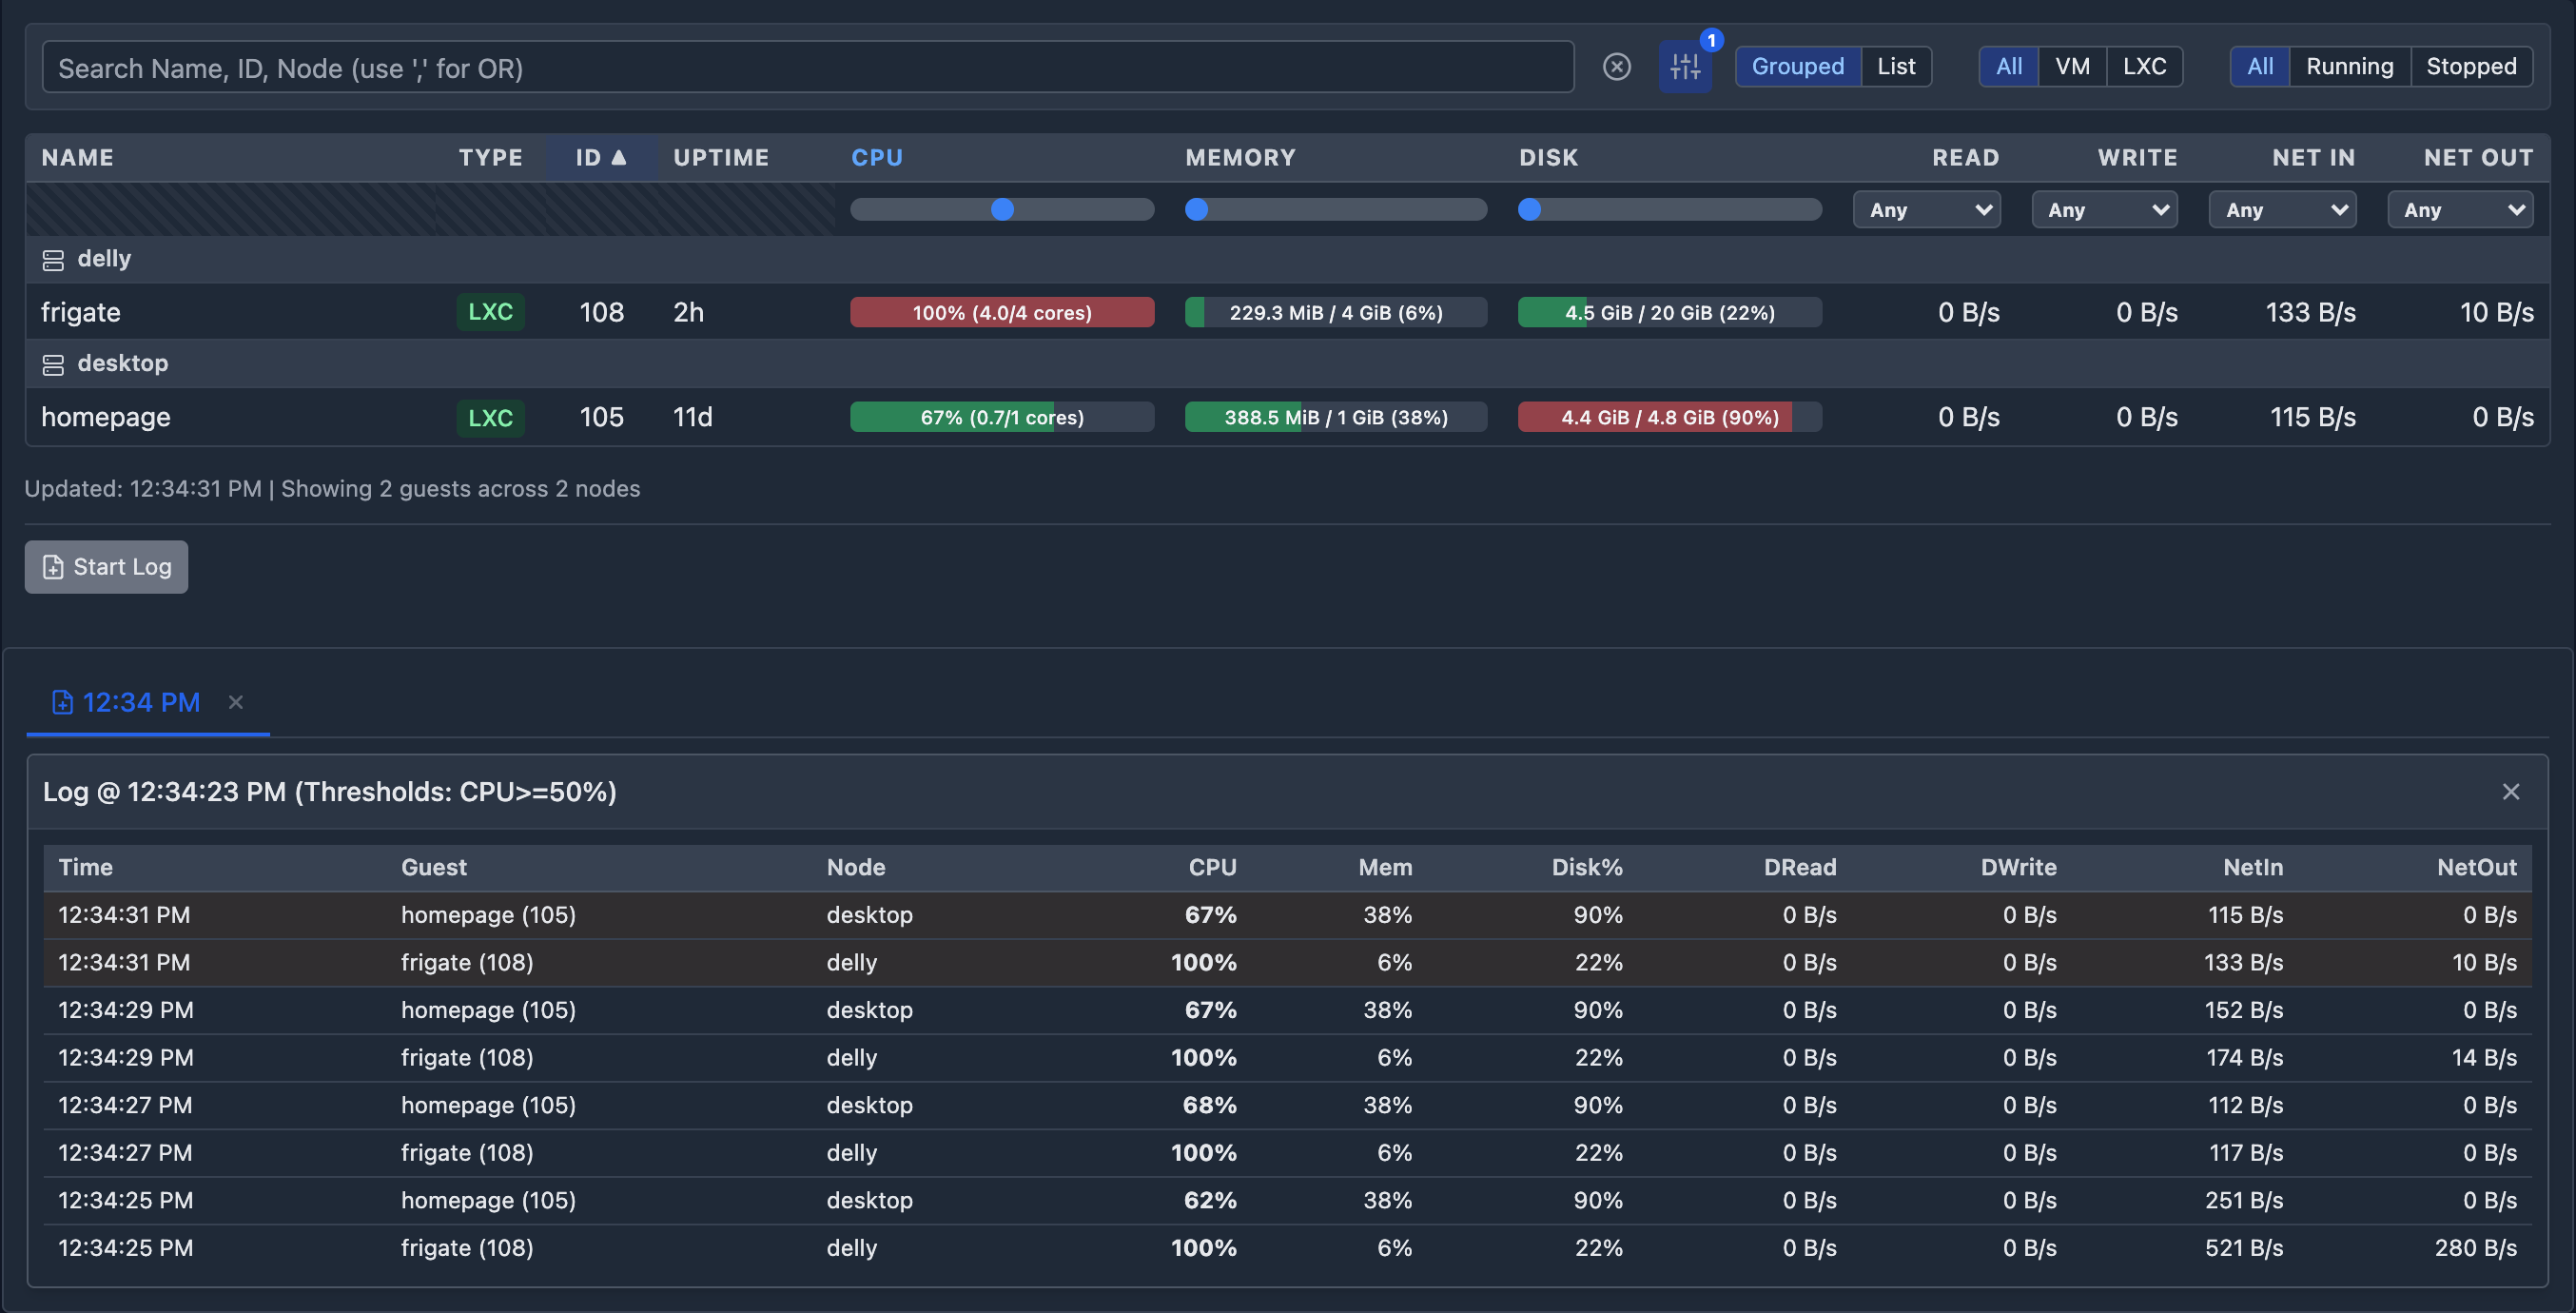 Search Name, ID, Node (use ',' for OR) 1 Grouped List All VM LXC All Running Stopped
NAME TYPE ID ▲ UPTIME CPU MEMORY DISK READ WRITE NET IN NET OUT
Any Any Any Any
delly
frigate LXC 108 2h 100% (4.0/4 cores) 229.3 MiB / 4 GiB (6%) 4.5 GiB / 20 GiB (22%) 0 B/s 0 B/s 133 B/s 10 B/s
desktop
homepage LXC 105 11d 67% (0.7/1 cores) 388.5 MiB / 1 GiB (38%) 4.4 GiB / 4.8 GiB (90%) 0 B/s 0 B/s 115 B/s 0 B/s
Updated: 12:34:31 PM | Showing 2 guests across 2 nodes
Start Log
12:34 PM ×
Log @ 12:34:23 PM (Thresholds: CPU>=50%)
Time Guest Node CPU Mem Disk% DRead DWrite NetIn NetOut
12:34:31 PM homepage (105) desktop 67% 38% 90% 0 B/s 0 B/s 115 B/s 0 B/s
12:34:31 PM frigate (108) delly 100% 6% 22% 0 B/s 0 B/s 133 B/s 10 B/s
12:34:29 PM homepage (105) desktop 67% 38% 90% 0 B/s 0 B/s 152 B/s 0 B/s
12:34:29 PM frigate (108) delly 100% 6% 22% 0 B/s 0 B/s 174 B/s 14 B/s
12:34:27 PM homepage (105) desktop 68% 38% 90% 0 B/s 0 B/s 112 B/s 0 B/s
12:34:27 PM frigate (108) delly 100% 6% 22% 0 B/s 0 B/s 117 B/s 0 B/s
12:34:25 PM homepage (105) desktop 62% 38% 90% 0 B/s 0 B/s 251 B/s 0 B/s
12:34:25 PM frigate (108) delly 100% 6% 22% 0 B/s 0 B/s 521 B/s 280 B/s